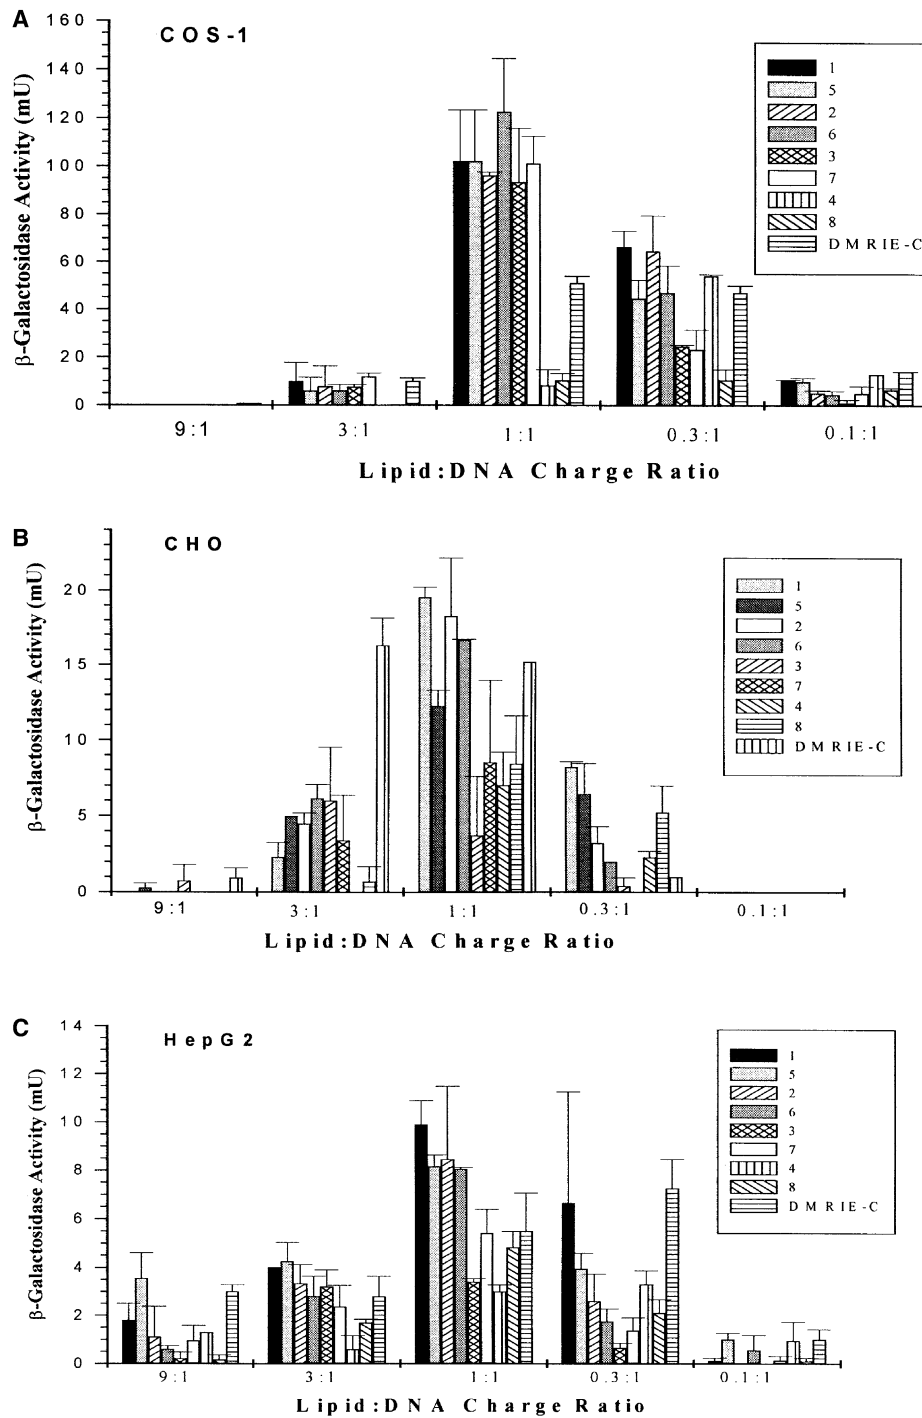 A
COS-1
β-Galactosidase Activity (mU)
160
140
120
100
80
60
40
20
0
1
5
2
6
3
7
4
8
DMRIE-C
9:1 3:1 1:1 0.3:1 0.1:1
Lipid:DNA Charge Ratio
B
CHO
β-Galactosidase Activity (mU)
20
15
10
5
0
1
5
2
6
3
7
4
8
DMRIE-C
9:1 3:1 1:1 0.3:1 0.1:1
Lipid:DNA Charge Ratio
C
HepG2
β-Galactosidase Activity (mU)
14
12
10
8
6
4
2
0
1
5
2
6
3
7
4
8
DMRIE-C
9:1 3:1 1:1 0.3:1 0.1:1
Lipid:DNA Charge Ratio